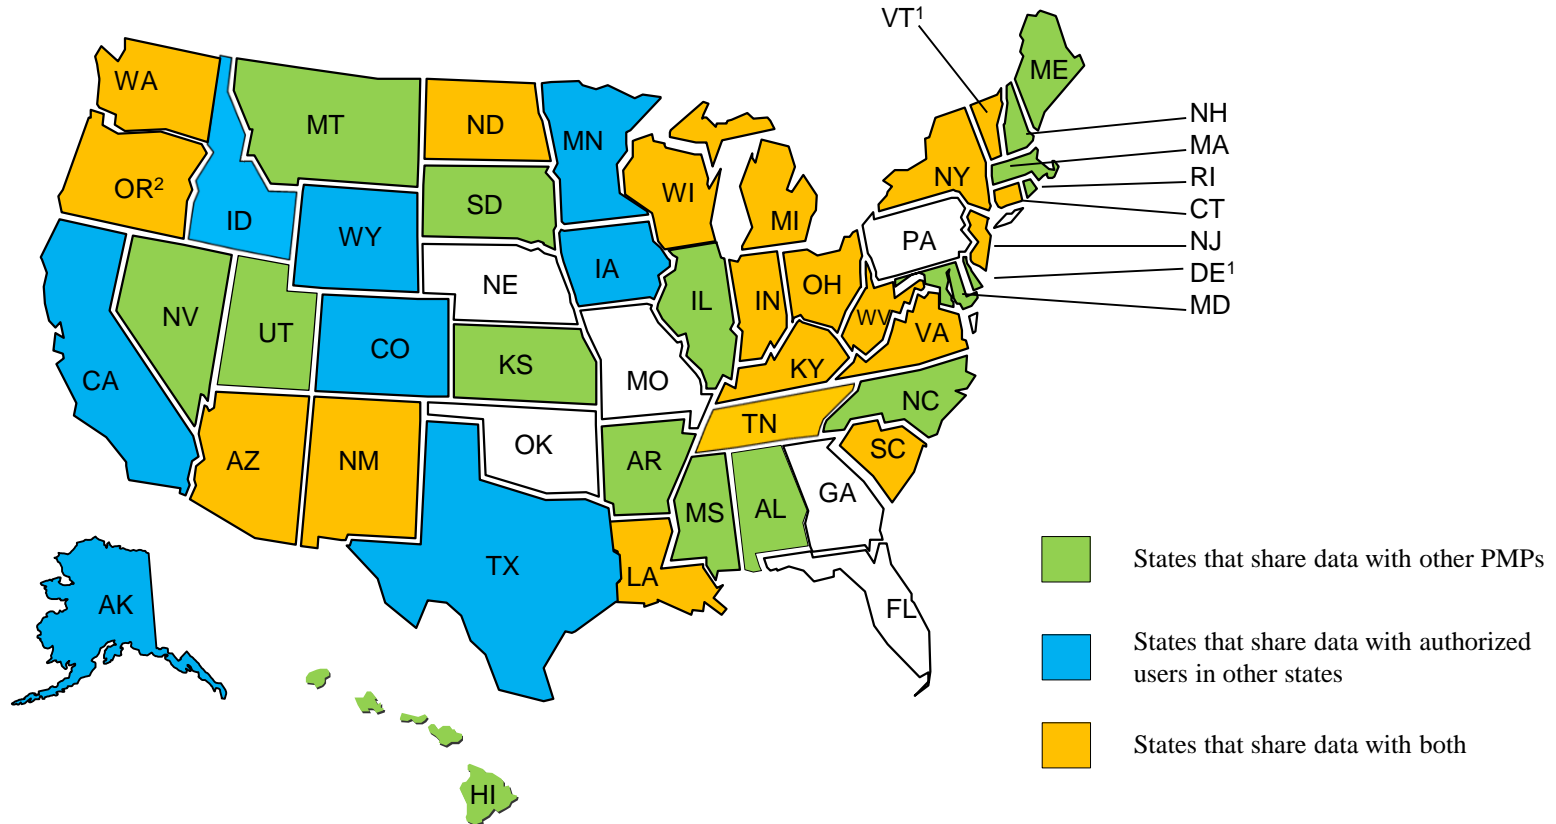 VT¹
ME
WA
NH
MT
ND
MN
MA
RI
OR²
WI
NY
SD
CT
ID
MI
WY
PA
NJ
IA
DE¹
NE
OH
IN
IL
MD
NV
WV
UT
VA
CO
KS
KY
CA
MO
NC
TN
OK
SC
AZ
NM
AR
GA
MS
AL
States that share data with other PMPs
TX
LA
AK
FL
States that share data with authorized
users in other states
States that share data with both
HI